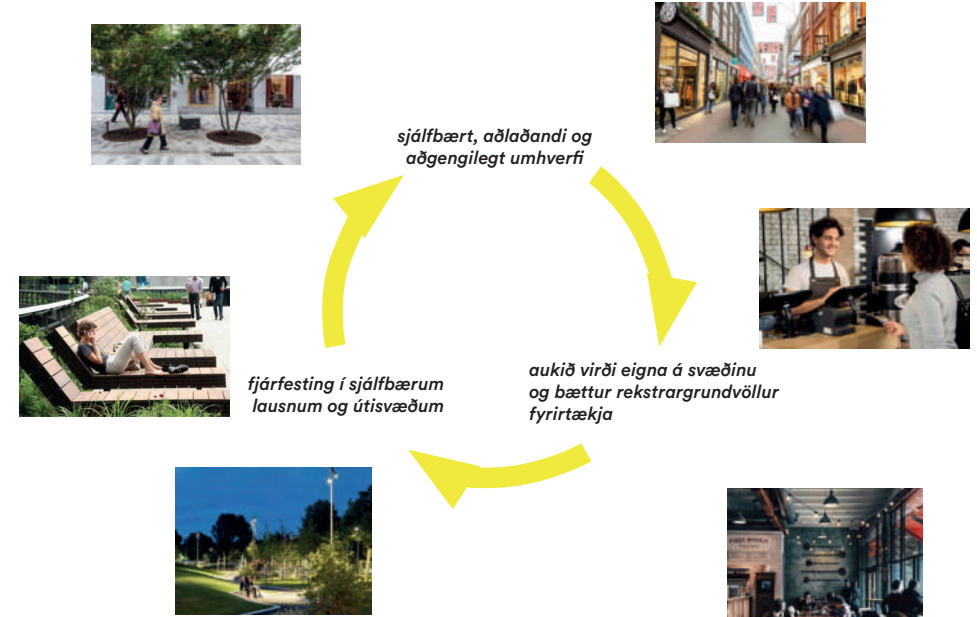 sjálfbært, aðlaðandi og
aðgengilegt umhverfi
aukið virði eigna á svæðinu
og bættur rekstrargrundvöllur
fyrirtækja
fjárfesting í sjálfbærum
lausnum og útisvæðum